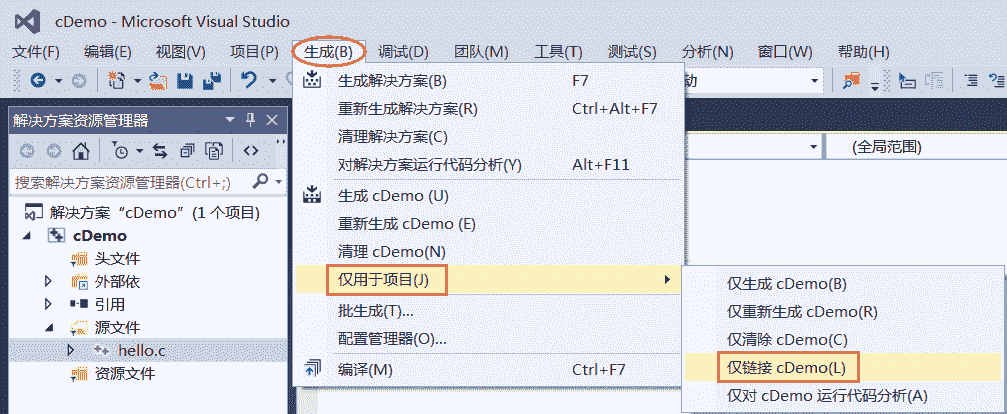 cDemo - Microsoft Visual Studio
文件(F) 编辑(E) 视图(V) 项目(P) 生成(B) 调试(D) 团队(M) 工具(T) 测试(S) 分析(N) 窗口(W) 帮助(H)
生成解决方案(B) F7
动
重新生成解决方案(R) Ctrl+Alt+F7
解决方案资源管理器
清理解决方案(C)
(全局范围)
对解决方案运行代码分析(Y) Alt+F11
搜索解决方案资源管理器(Ctrl+;)
生成 cDemo (U)
解决方案“cDemo”(1 个项目)
重新生成 cDemo (E)
cDemo
清理 cDemo(N)
头文件
仅用于项目(J)
外部依
仅生成 cDemo(B)
引用
批生成(T)...
仅重新生成 cDemo(R)
源文件
配置管理器(O)...
仅清除 cDemo(C)
hello.c
编译(M) Ctrl+F7
仅链接 cDemo(L)
资源文件
仅对 cDemo 运行代码分析(A)